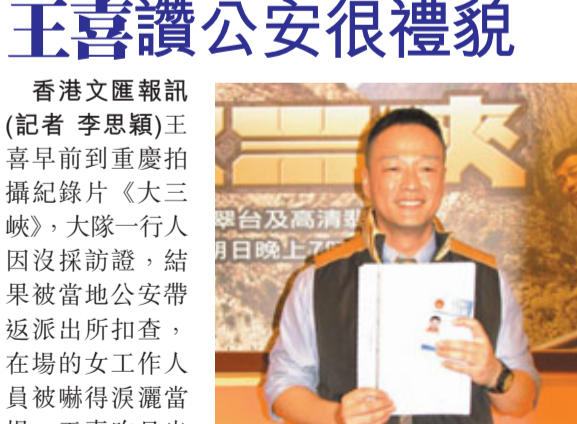 王喜讚公安很禮貌
香港文匯報訊
(記者 李思穎)王
喜早前到重慶拍
攝紀錄片《大三
峽》，大隊一行人
因沒採訪證，結
果被當地公安帶
返派出所扣查，
在場的女工作人
員被嚇得淚灑當
翠台及高清翡
日晚上7